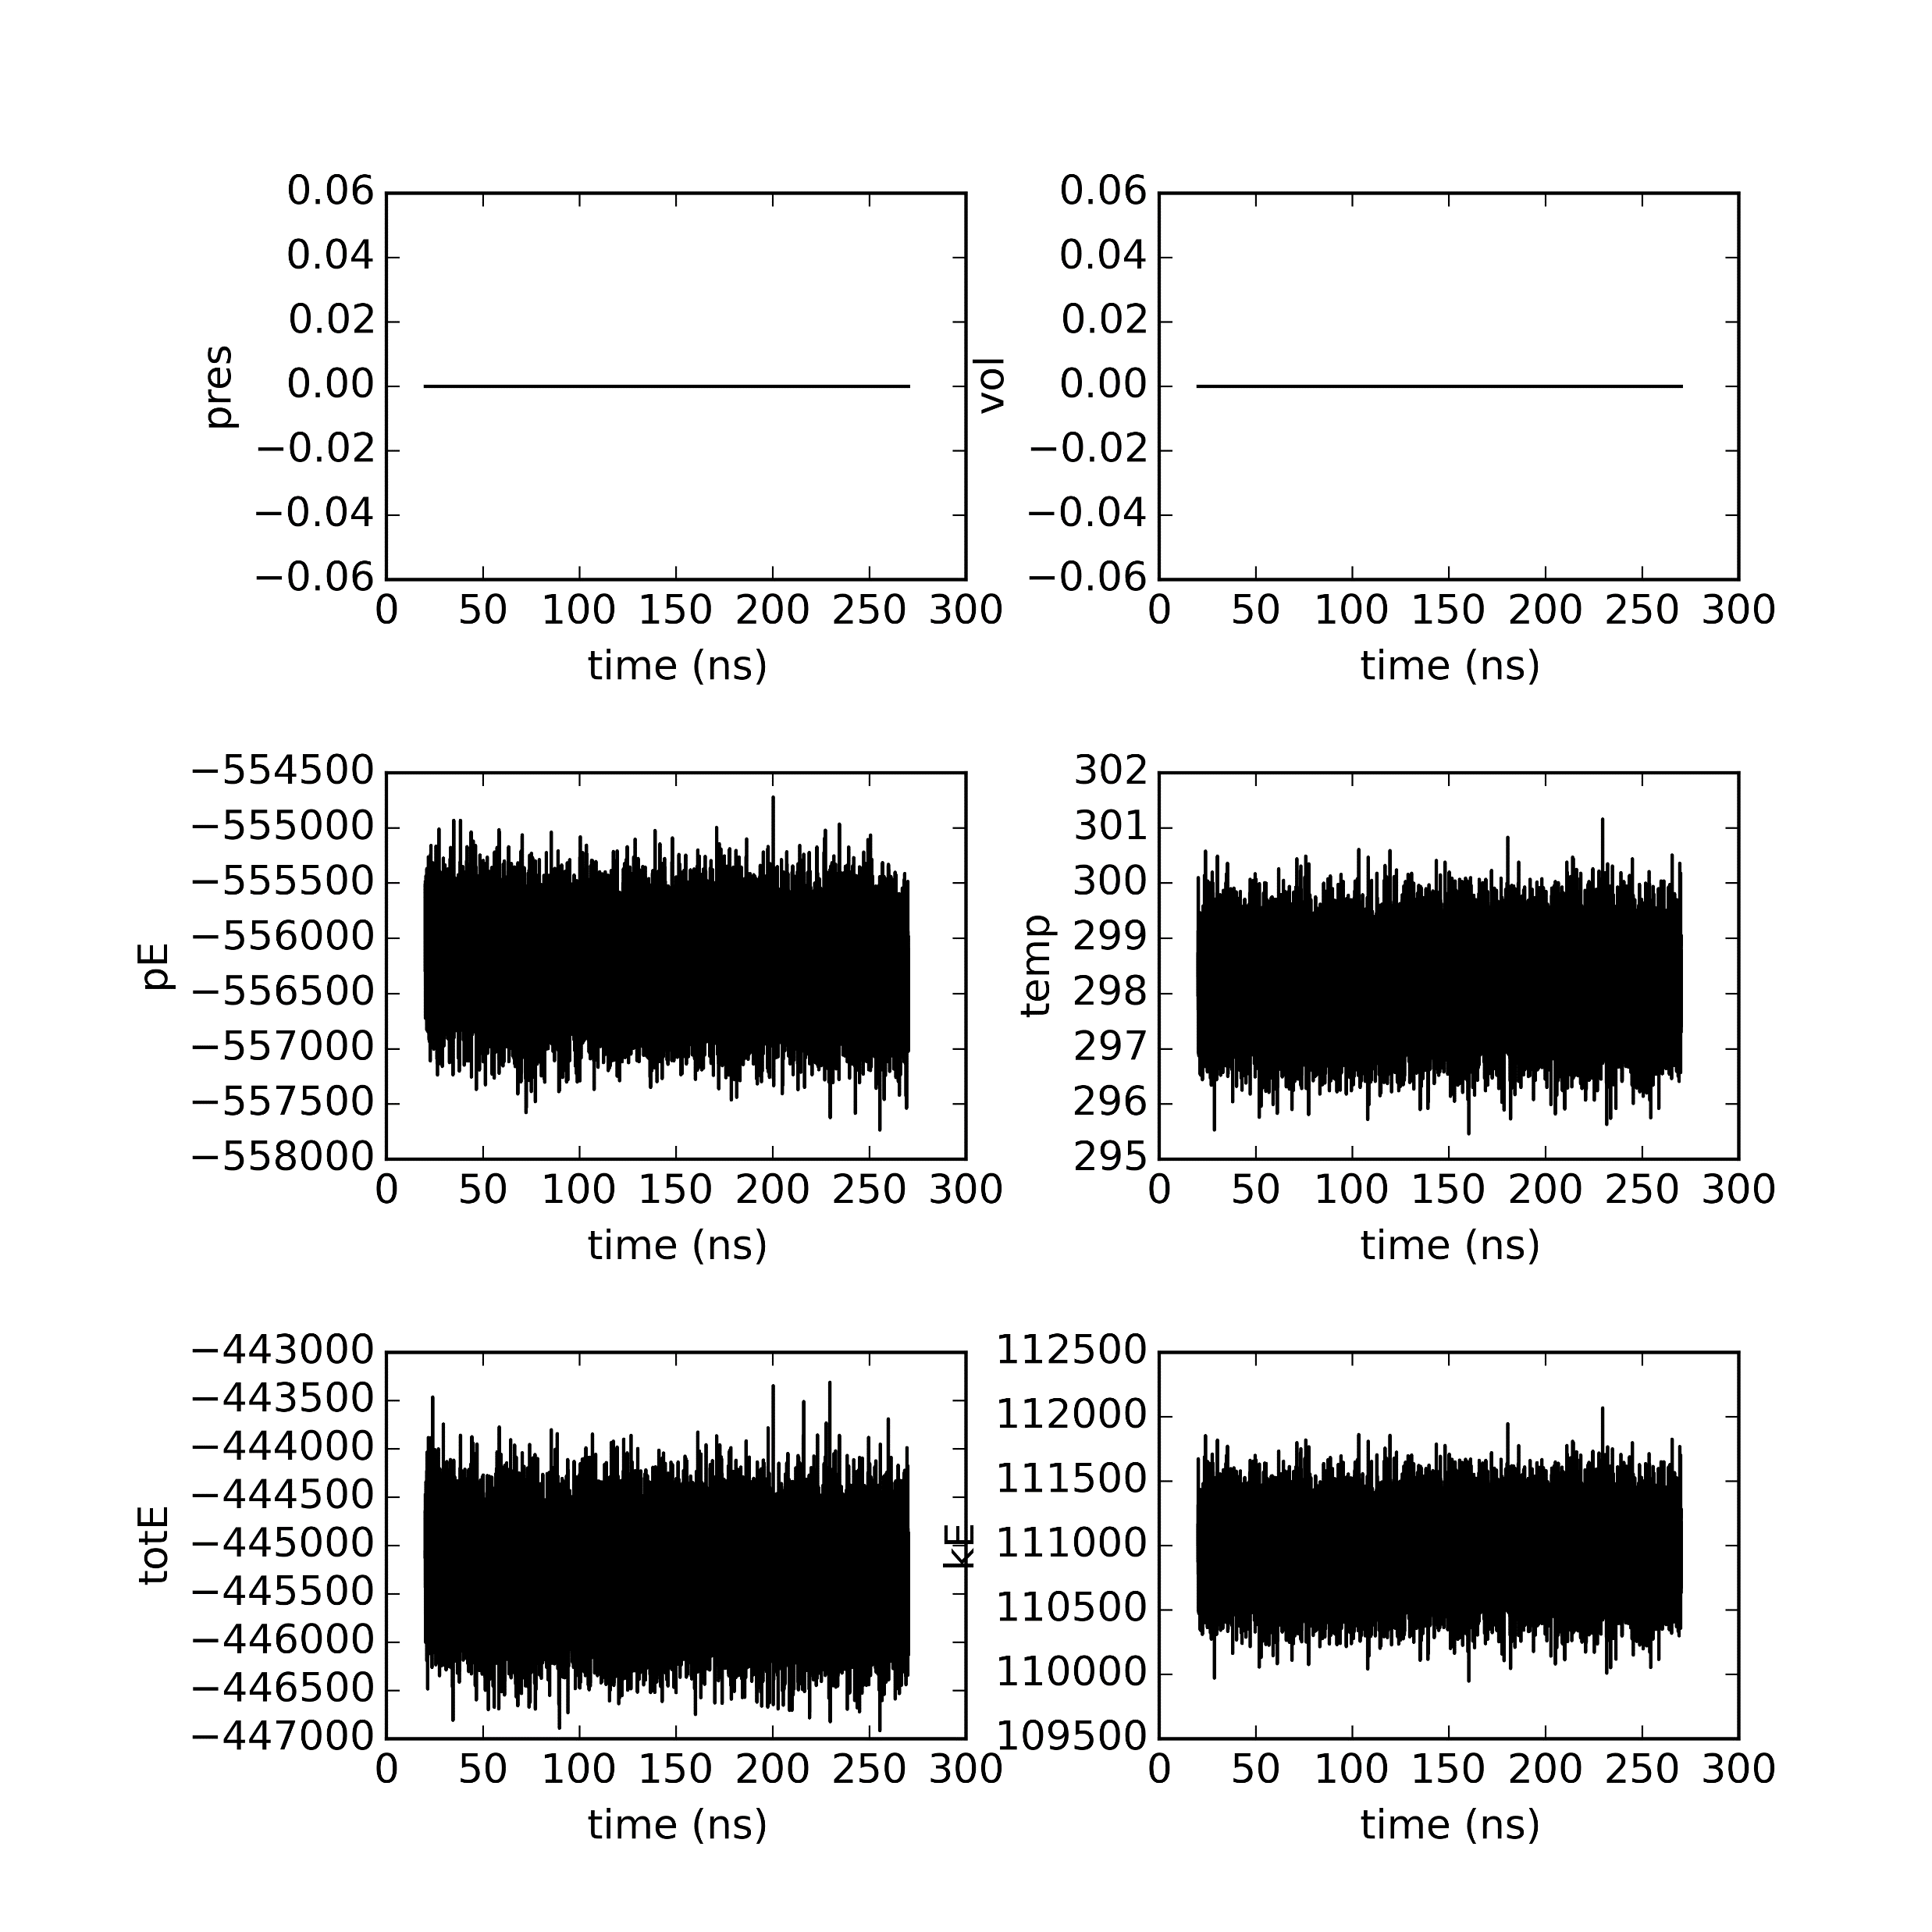 0.06 0.06
0.04 0.04
0.02 0.02
pres 0.00 vol 0.00
−0.02 −0.02
−0.04 −0.04
−0.06 −0.06
0 50 100 150 200 250 300 0 50 100 150 200 250 300
time (ns) time (ns)
−554500 302
−555000 301
−555500 300
pE −556000 temp 299
−556500 298
−557000 297
−557500 296
−558000 295
0 50 100 150 200 250 300 0 50 100 150 200 250 300
time (ns) time (ns)
−443000 112500
−443500 112000
−444000
−444500 111500
totE −445000 kE 111000
−445500 110500
−446000
−446500 110000
−447000 109500
0 50 100 150 200 250 300 0 50 100 150 200 250 300
time (ns) time (ns)